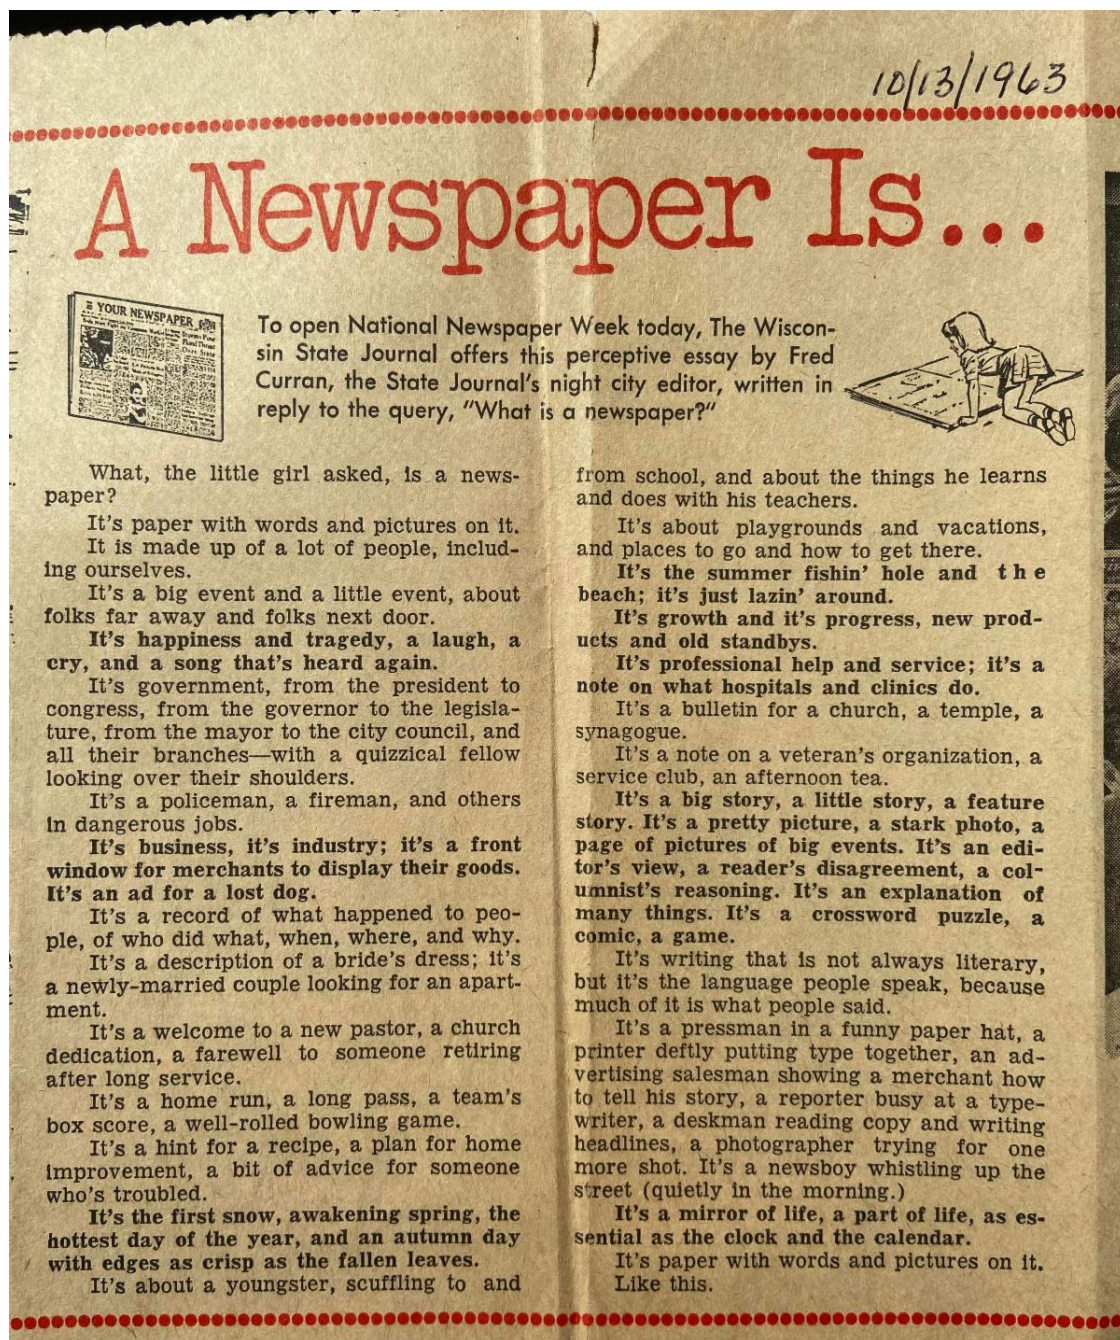 10/13/1963
A Newspaper Is...
YOUR NEWSPAPER
To open National Newspaper Week today, The Wiscon-
sin State Journal offers this perceptive essay by Fred
Curran, the State Journal's night city editor, written in
reply to the query, "What is a newspaper?"
What, the little girl asked, is a news-
paper?
It's paper with words and pictures on it.
It is made up of a lot of people, includ-
ing ourselves.
It's a big event and a little event, about
folks far away and folks next door.
It's happiness and tragedy, a laugh, a
cry, and a song that's heard again.
It's government, from the president to
congress, from the governor to the legisla-
ture, from the mayor to the city council, and
all their branches—with a quizzical fellow
looking over their shoulders.
It's a policeman, a fireman, and others
in dangerous jobs.
It's business, it's industry; it's a front
window for merchants to display their goods.
It's an ad for a lost dog.
It's a record of what happened to peo-
ple, of who did what, when, where, and why.
It's a description of a bride's dress; it's
a newly-married couple looking for an apart-
ment.
It's a welcome to a new pastor, a church
dedication, a farewell to someone retiring
after long service.
It's a home run, a long pass, a team's
box score, a well-rolled bowling game.
It's a hint for a recipe, a plan for home
improvement, a bit of advice for someone
who's troubled.
It's the first snow, awakening spring, the
hottest day of the year, and an autumn day
with edges as crisp as the fallen leaves.
It's about a youngster, scuffling to and
from school, and about the things he learns
and does with his teachers.
It's about playgrounds and vacations,
and places to go and how to get there.
It's the summer fishin' hole and the
beach; it's just lazin' around.
It's growth and it's progress, new prod-
ucts and old standbys.
It's professional help and service; it's a
note on what hospitals and clinics do.
It's a bulletin for a church, a temple, a
synagogue.
It's a note on a veteran's organization, a
service club, an afternoon tea.
It's a big story, a little story, a feature
story. It's a pretty picture, a stark photo, a
page of pictures of big events. It's an edi-
tor's view, a reader's disagreement, a col-
umnist's reasoning. It's an explanation of
many things. It's a crossword puzzle, a
comic, a game.
It's writing that is not always literary,
but it's the language people speak, because
much of it is what people said.
It's a pressman in a funny paper hat, a
printer deftly putting type together, an ad-
vertising salesman showing a merchant how
to tell his story, a reporter busy at a type-
writer, a deskman reading copy and writing
headlines, a photographer trying for one
more shot. It's a newsboy whistling up the
street (quietly in the morning.)
It's a mirror of life, a part of life, as es-
sential as the clock and the calendar.
It's paper with words and pictures on it.
Like this.